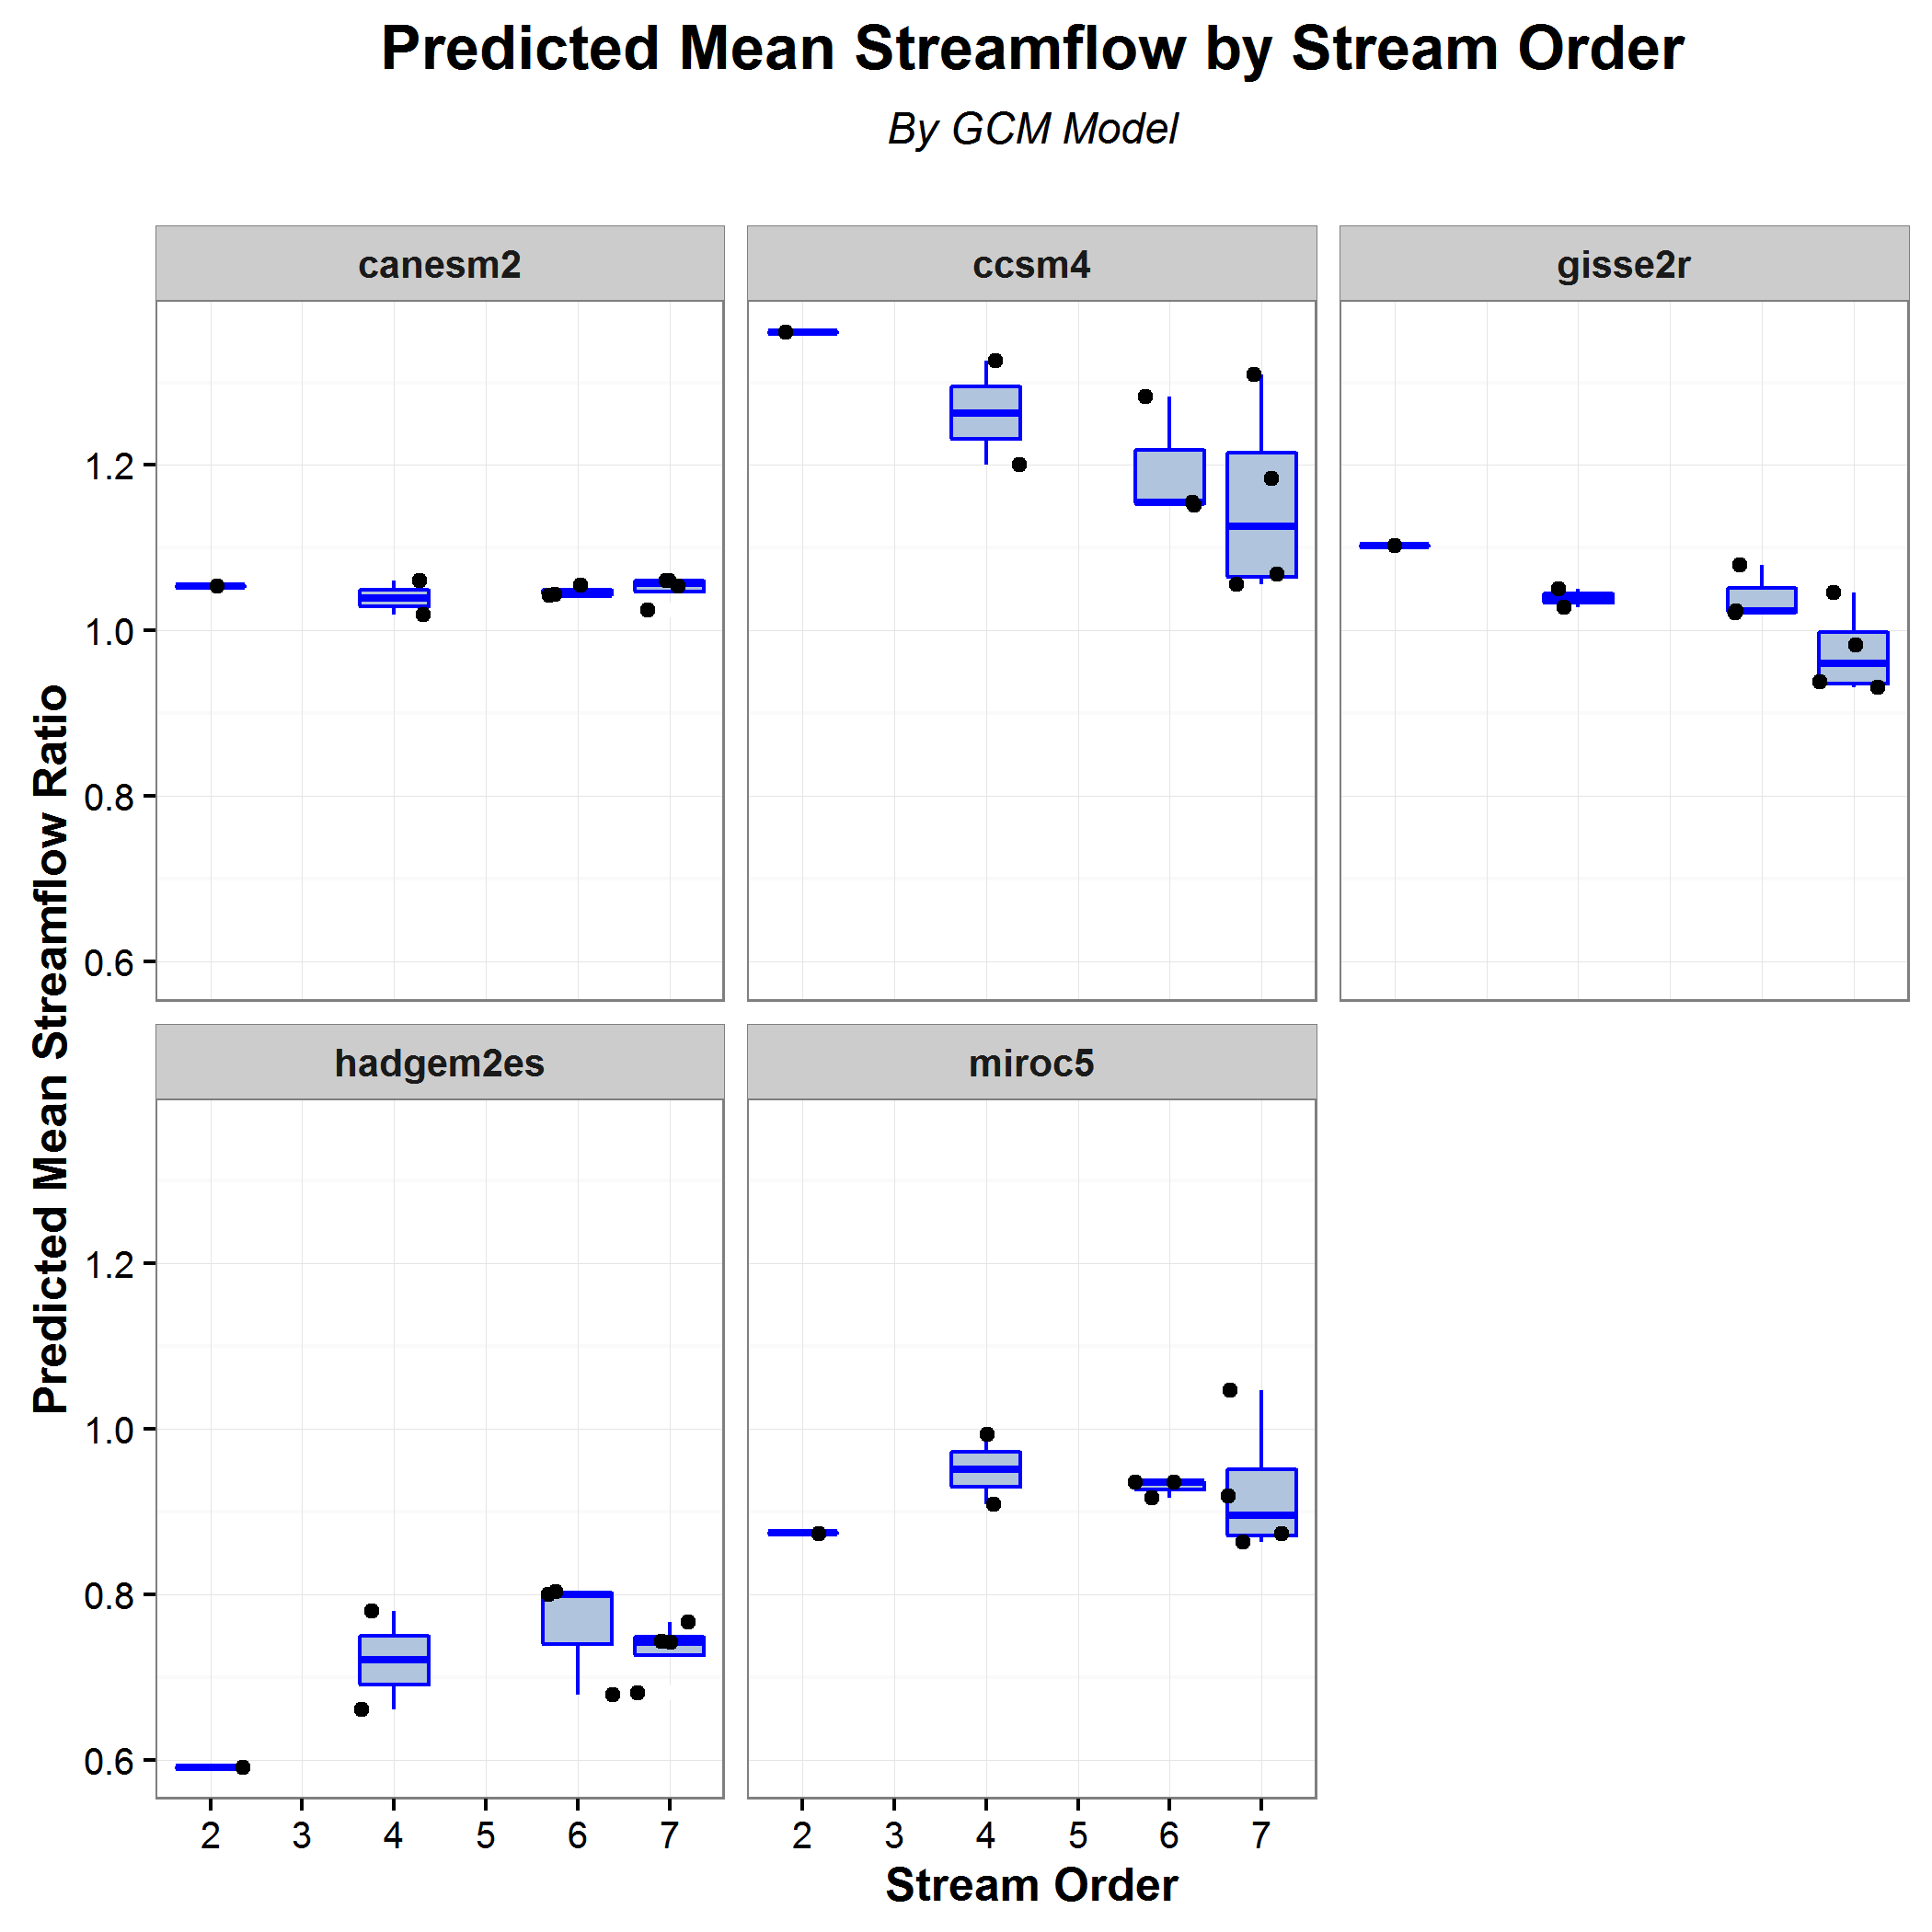 Predicted Mean Streamflow by Stream Order
By GCM Model
canesm2
ccsm4
gisse2r
1.2
1.0
0.8
0.6
Predicted Mean Streamflow Ratio
hadgem2es
miroc5
1.2
1.0
0.8
0.6
2 3 4 5 6 7
2 3 4 5 6 7
Stream Order